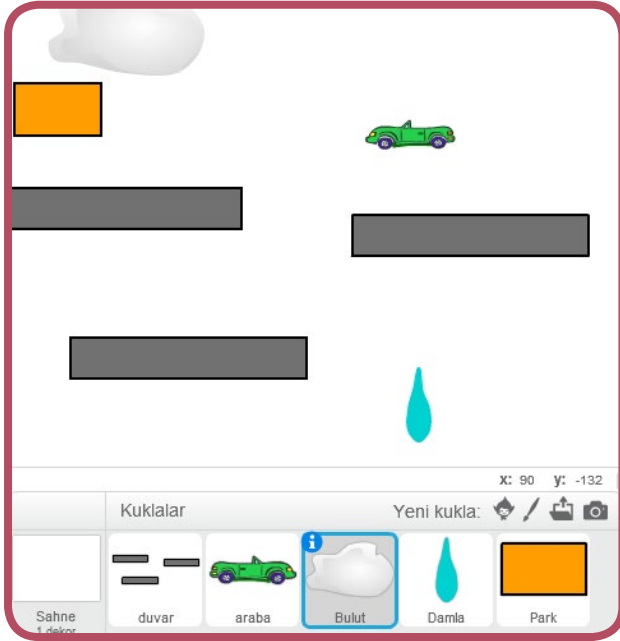 x: 90 y: -132
Kuklalar
Yeni kukla:
Sahne
1 dekor
duvar
araba
Bulut
Damla
Park